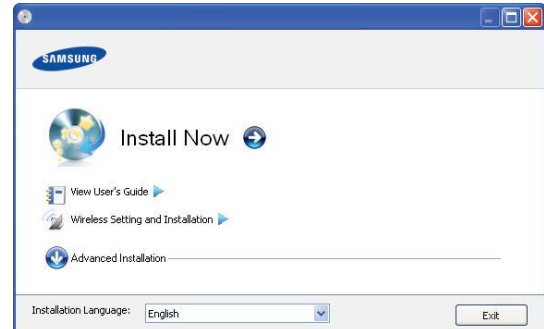 SAMSUNG
Install Now
View User's Guide
Wireless Setting and Installation
Advanced Installation
Installation Language: English Exit